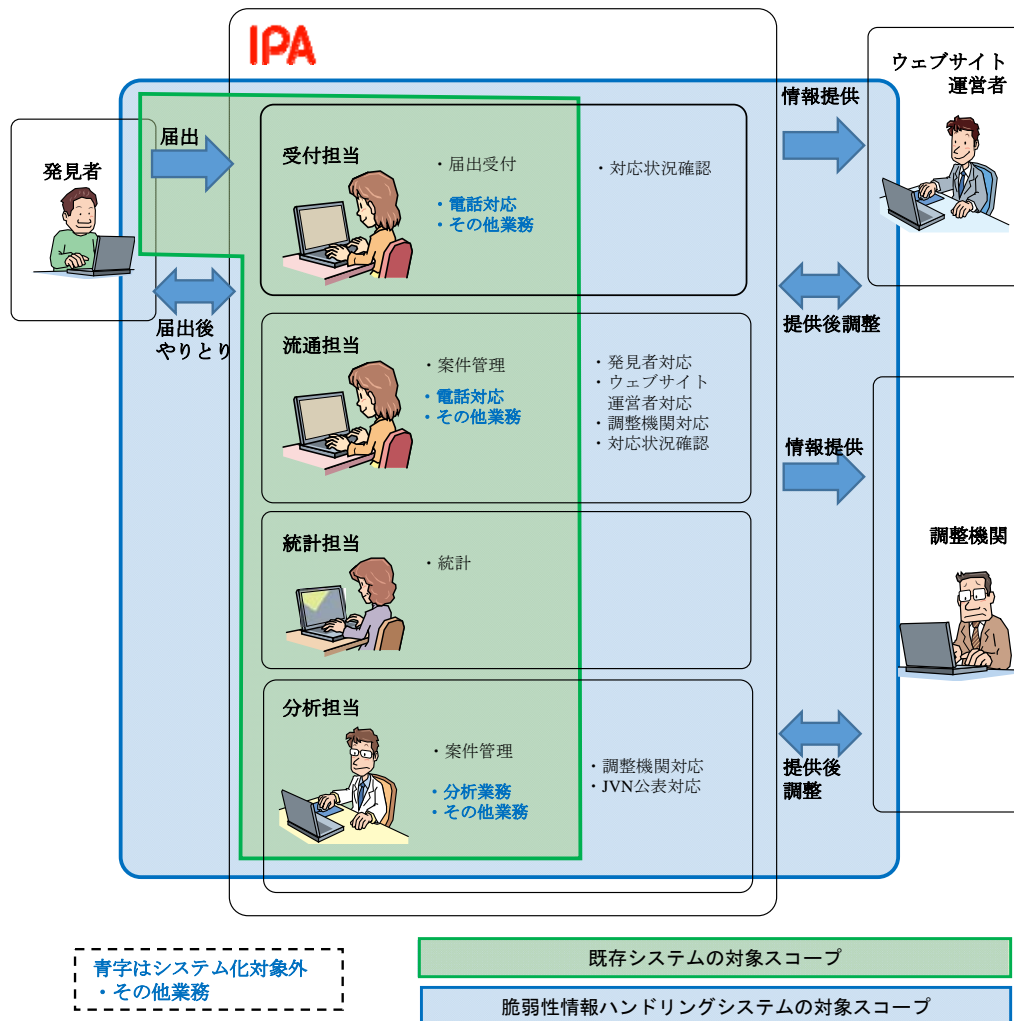 IPA
ウェブサイト
運営者
情報提供
届出
発見者
受付担当
・届出受付
・電話対応
・その他業務
・対応状況確認
届出後
やりとり
提供後調整
流通担当
・案件管理
・電話対応
・その他業務
・発見者対応
・ウェブサイト
運営者対応
・調整機関対応
・対応状況確認
情報提供
調整機関
統計担当
・統計
分析担当
・案件管理
・分析業務
・その他業務
・調整機関対応
・JVN公表対応
提供後
調整
青字はシステム化対象外
・その他業務
既存システムの対象スコープ
脆弱性情報ハンドリングシステムの対象スコープ